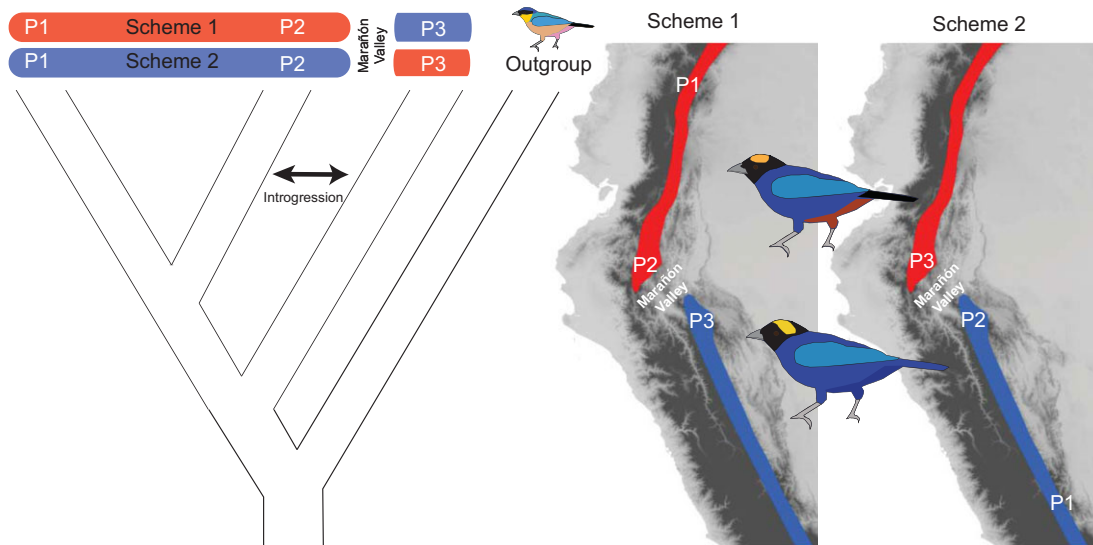 P1 Scheme 1 P2
P1 Scheme 2 P2
Marañón
Valley
P3
P3
Outgroup
Introgression
Scheme 1
P1
P2
Marañón
Valley
P3
Scheme 2
P3
Marañón
Valley
P2
P1